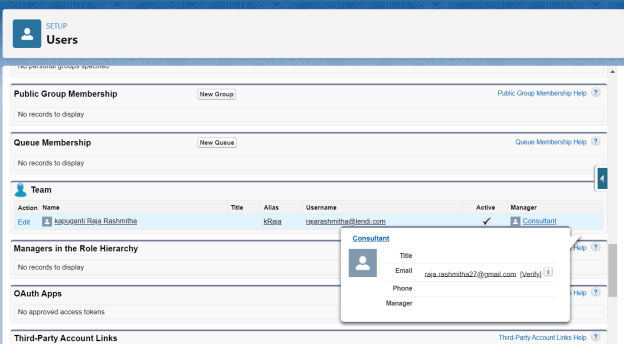 SETUP
Users
No personal groups specified
Public Group Membership New Group Public Group Membership Help ?
No records to display
Queue Membership New Queue Queue Membership Help ?
No records to display
Team
Action Name Title Alias Username Active Manager
Edit kapuganti Raja Rashmitha kRaja rajarashmitha@lendi.com ✓ Consultant
Consultant
Managers in the Role Hierarchy Help ?
Title
No records to display
Email raja.rashmitha27@gmail.com [Verify] i
Phone
OAuth Apps Help ?
Manager
No approved access tokens
Third-Party Account Links Third-Party Account Links Help ?